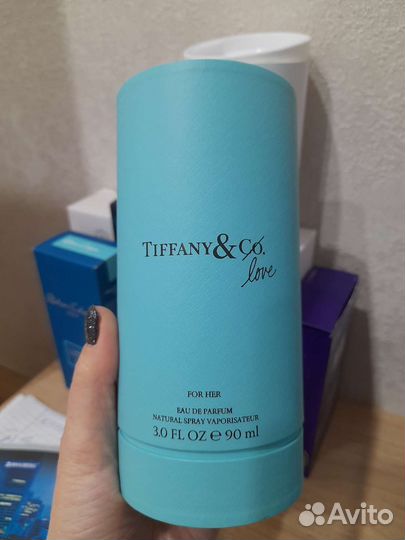 TIFFANY & CO.
love
FOR HER
EAU DE PARFUM
NATURAL SPRAY VAPORISATEUR
3.0 FL OZ ℮ 90 ml
Avito